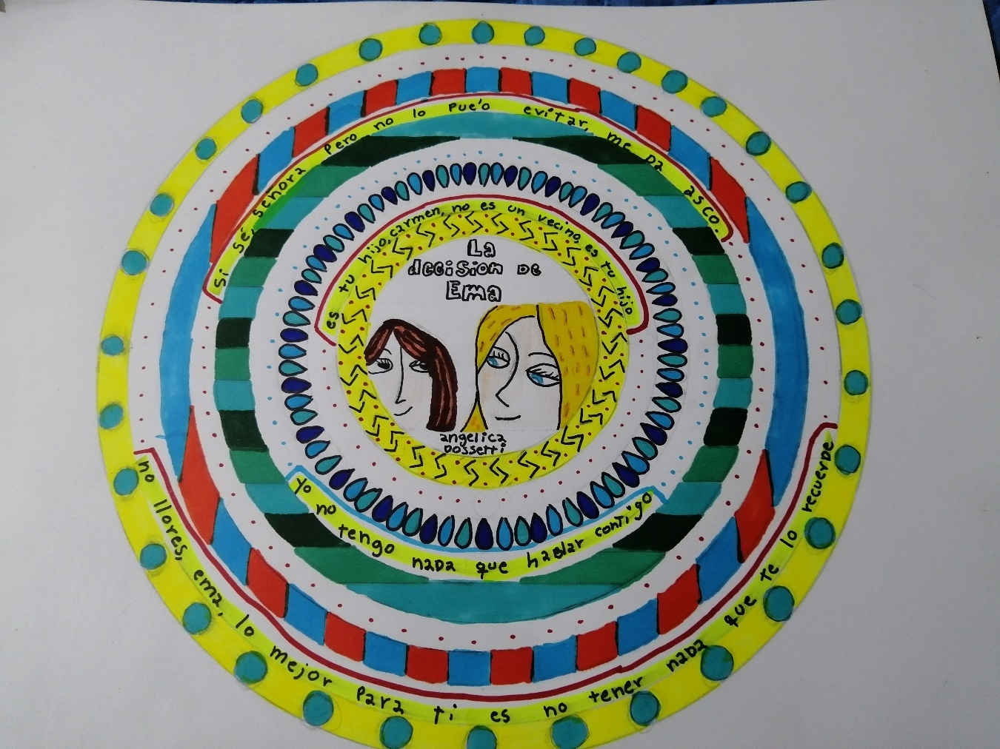 Si sé, señora pero no lo pue'o evitar, me da asco.
es tu hijo, carmen, no es un vecino, es tu hijo
La
decision de
Ema
angelica
possetti
yo no tengo nada que hablar contigo
no llores, ema, lo mejor para ti es no tener nada que te lo recuerde